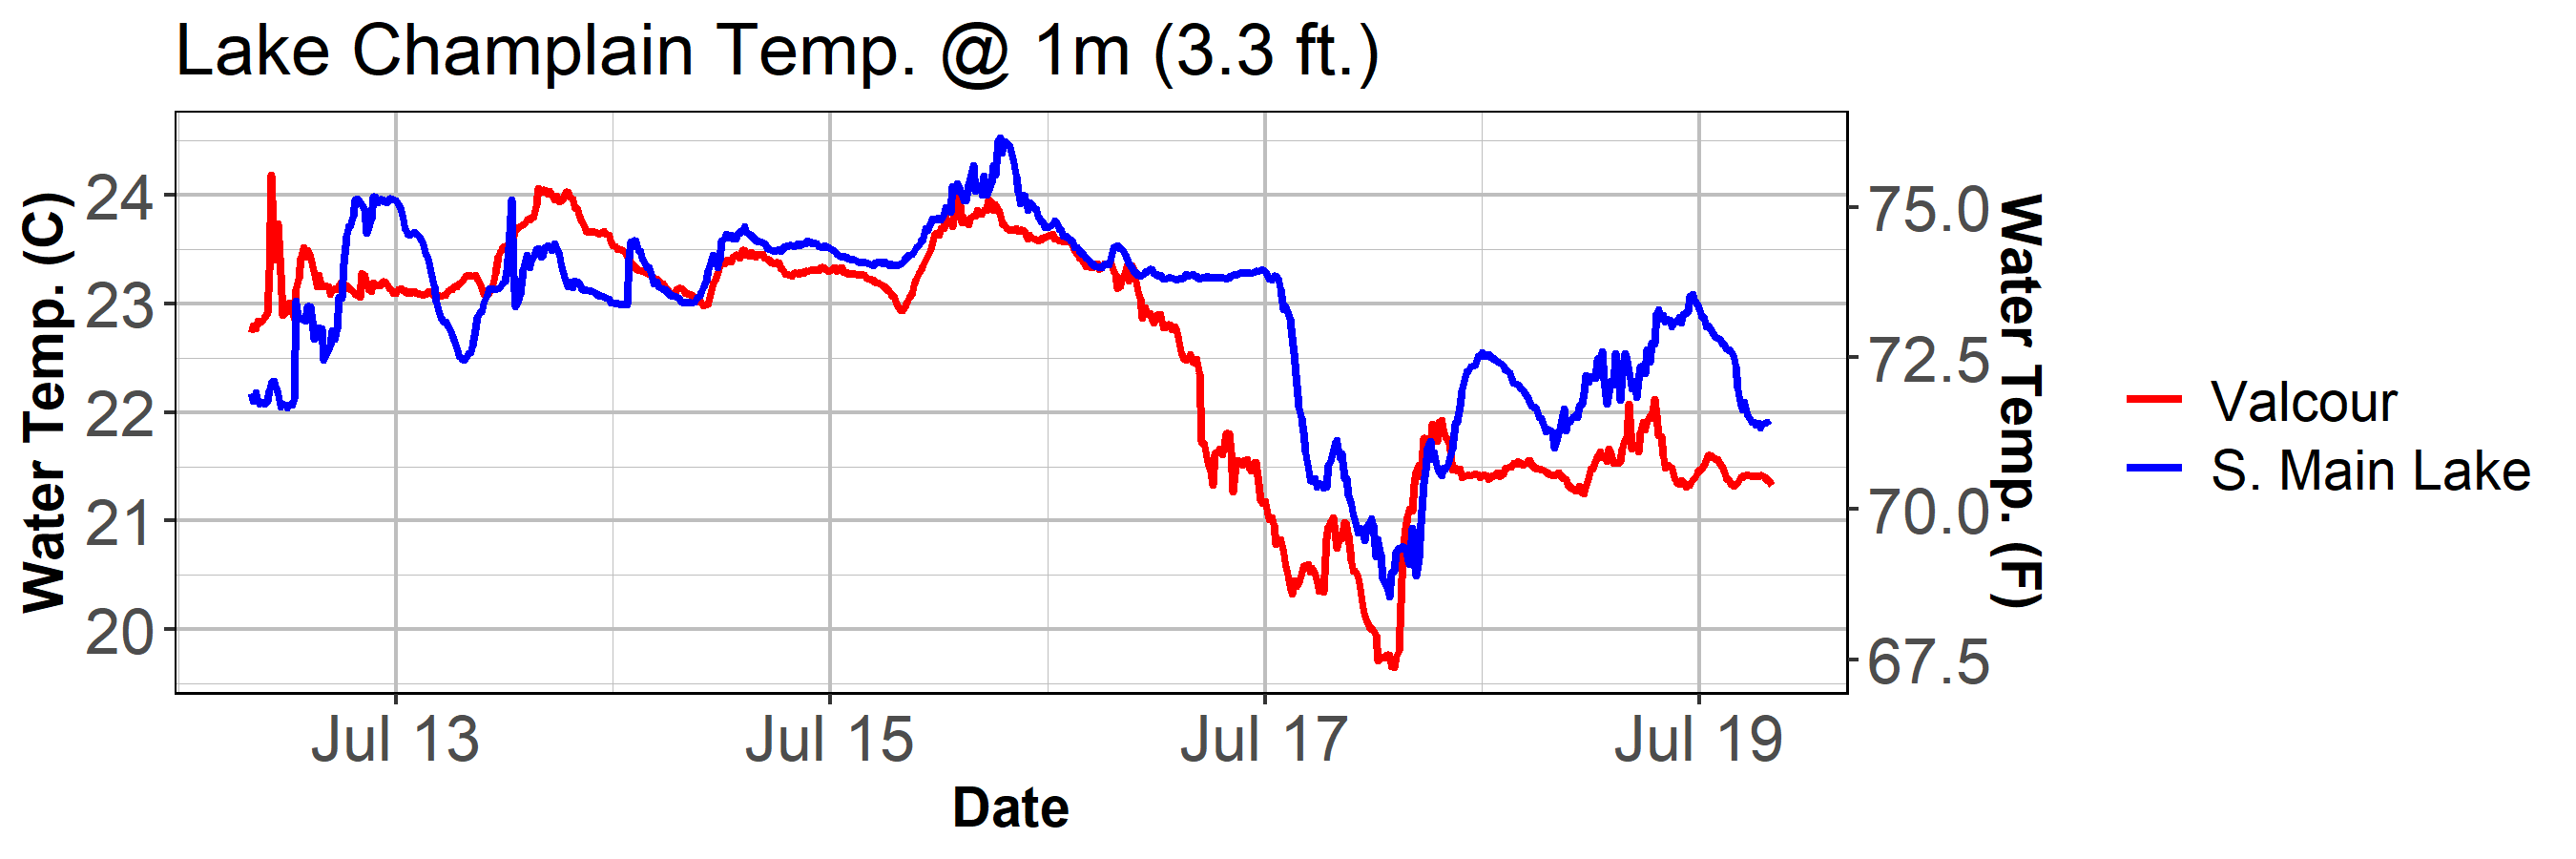 Lake Champlain Temp. @ 1m (3.3 ft.)
Water Temp. (C)
24
23
22
21
20
75.0
72.5
70.0
67.5
Water Temp. (F)
Jul 13
Jul 15
Jul 17
Jul 19
Date
Valcour
S. Main Lake